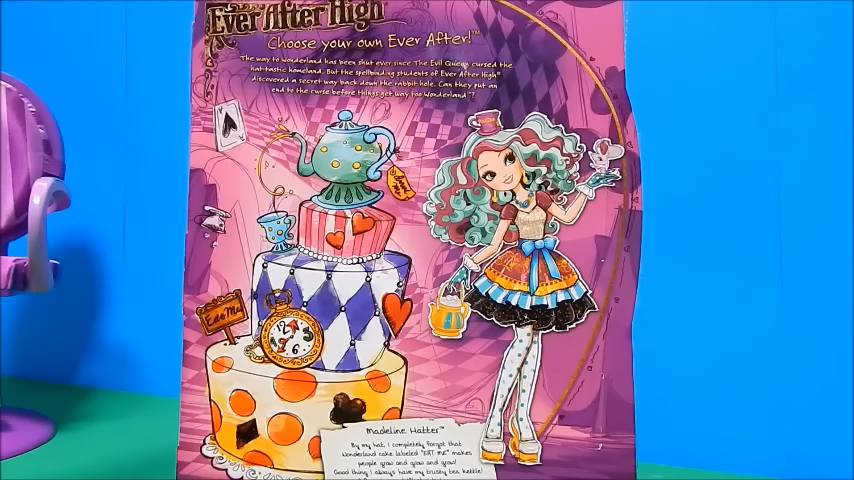 Ever After High
Choose your own Ever After!™
The way to Wonderland has been shut ever since The Evil Queen cursed the
hat-tastic homeland. But the spellbinding students of Ever After High®
discovered a secret way back down the rabbit hole. Can they put an
end to the curse before things get way too Wonderland™?
Eat Me
12
6
Madeline Hatter™
By my hat, I completely forgot that
Wonderland cake labeled "EAT ME" makes
people grow and grow and grow!
Good thing I always have my trusty tea kettle!